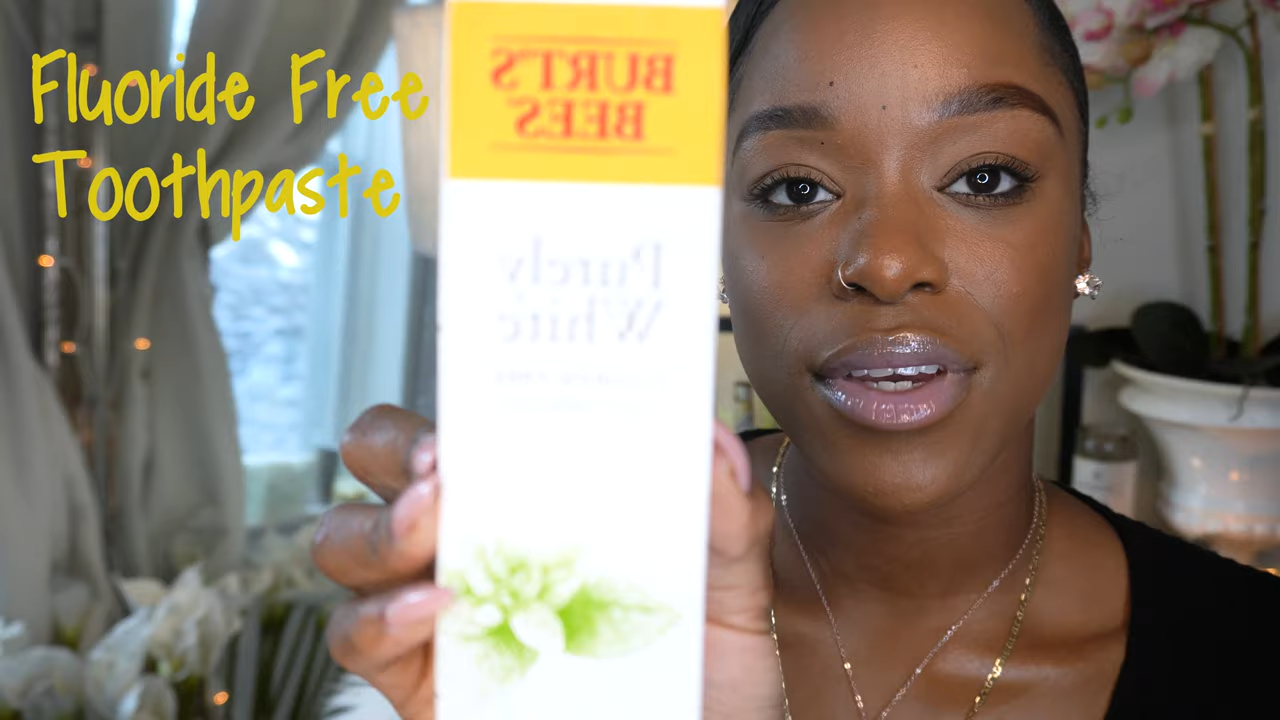 Fluoride Free
Toothpaste
BURT'S
BEES
Purely
White